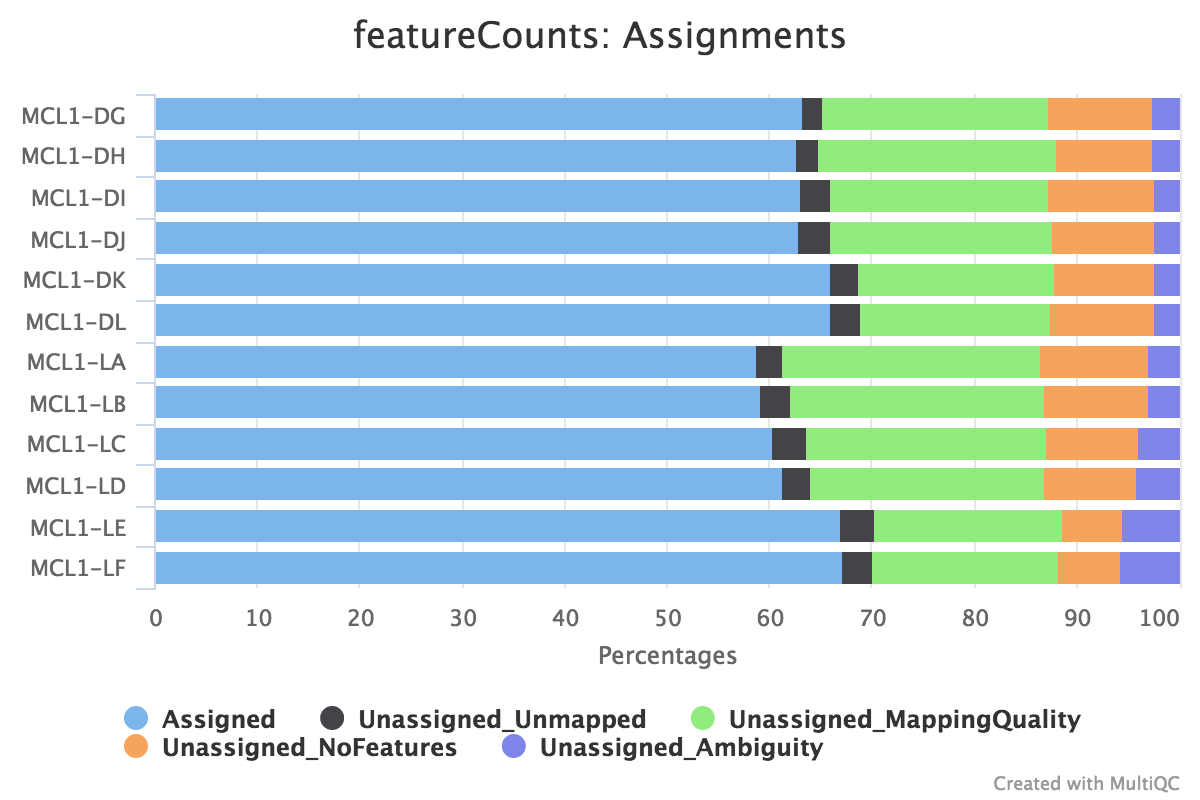 featureCounts: Assignments
MCL1-DG
MCL1-DH
MCL1-DI
MCL1-DJ
MCL1-DK
MCL1-DL
MCL1-LA
MCL1-LB
MCL1-LC
MCL1-LD
MCL1-LE
MCL1-LF
0 10 20 30 40 50 60 70 80 90 100
Percentages
Assigned Unassigned_Unmapped Unassigned_MappingQuality
Unassigned_NoFeatures Unassigned_Ambiguity
Created with MultiQC